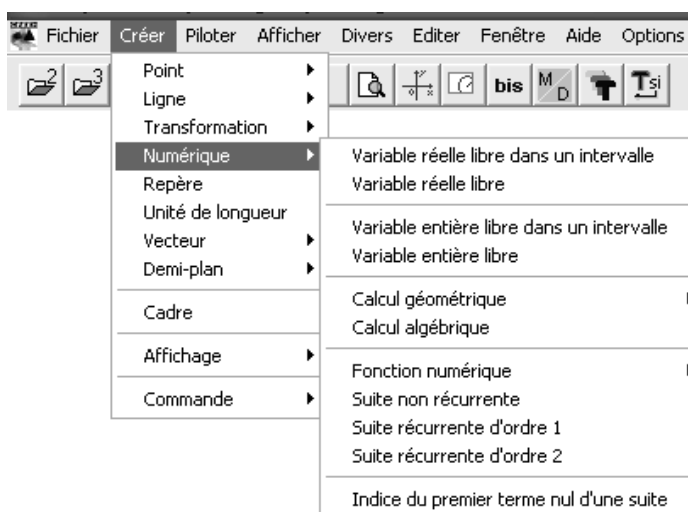 Fichier Créer Piloter Afficher Divers Editer Fenêtre Aide Options
2 3 bis M D T si
Point
Ligne
Transformation
Numérique
Repère
Unité de longueur
Vecteur
Demi-plan
Cadre
Affichage
Commande
Variable réelle libre dans un intervalle
Variable réelle libre
Variable entière libre dans un intervalle
Variable entière libre
Calcul géométrique
Calcul algébrique
Fonction numérique
Suite non récurrente
Suite récurrente d'ordre 1
Suite récurrente d'ordre 2
Indice du premier terme nul d'une suite